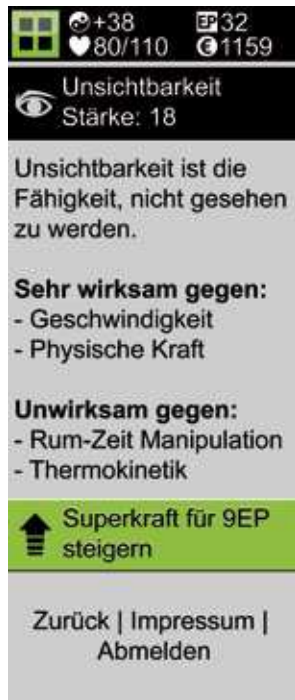 +38 EP 32
80/110 € 1159
Unsichtbarkeit
Stärke: 18
Unsichtbarkeit ist die
Fähigkeit, nicht gesehen
zu werden.
Sehr wirksam gegen:
- Geschwindigkeit
- Physische Kraft
Unwirksam gegen:
- Rum-Zeit Manipulation
- Thermokinetik
Superkraft für 9EP
steigern
Zurück | Impressum |
Abmelden